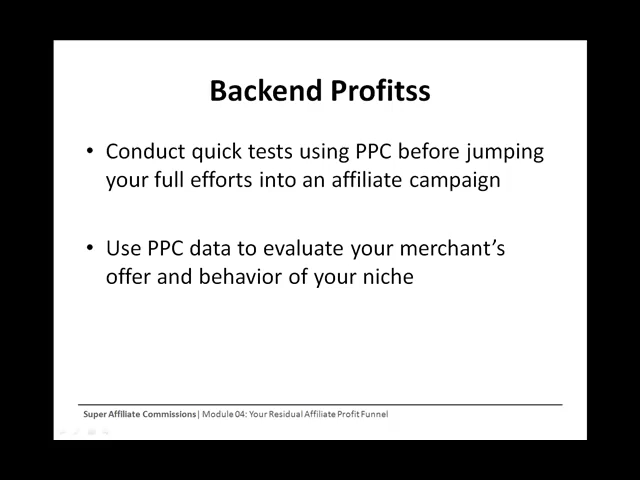 Backend Profitss
• Conduct quick tests using PPC before jumping
your full efforts into an affiliate campaign
• Use PPC data to evaluate your merchant’s
offer and behavior of your niche
Super Affiliate Commissions| Module 04: Your Residual Affiliate Profit Funnel